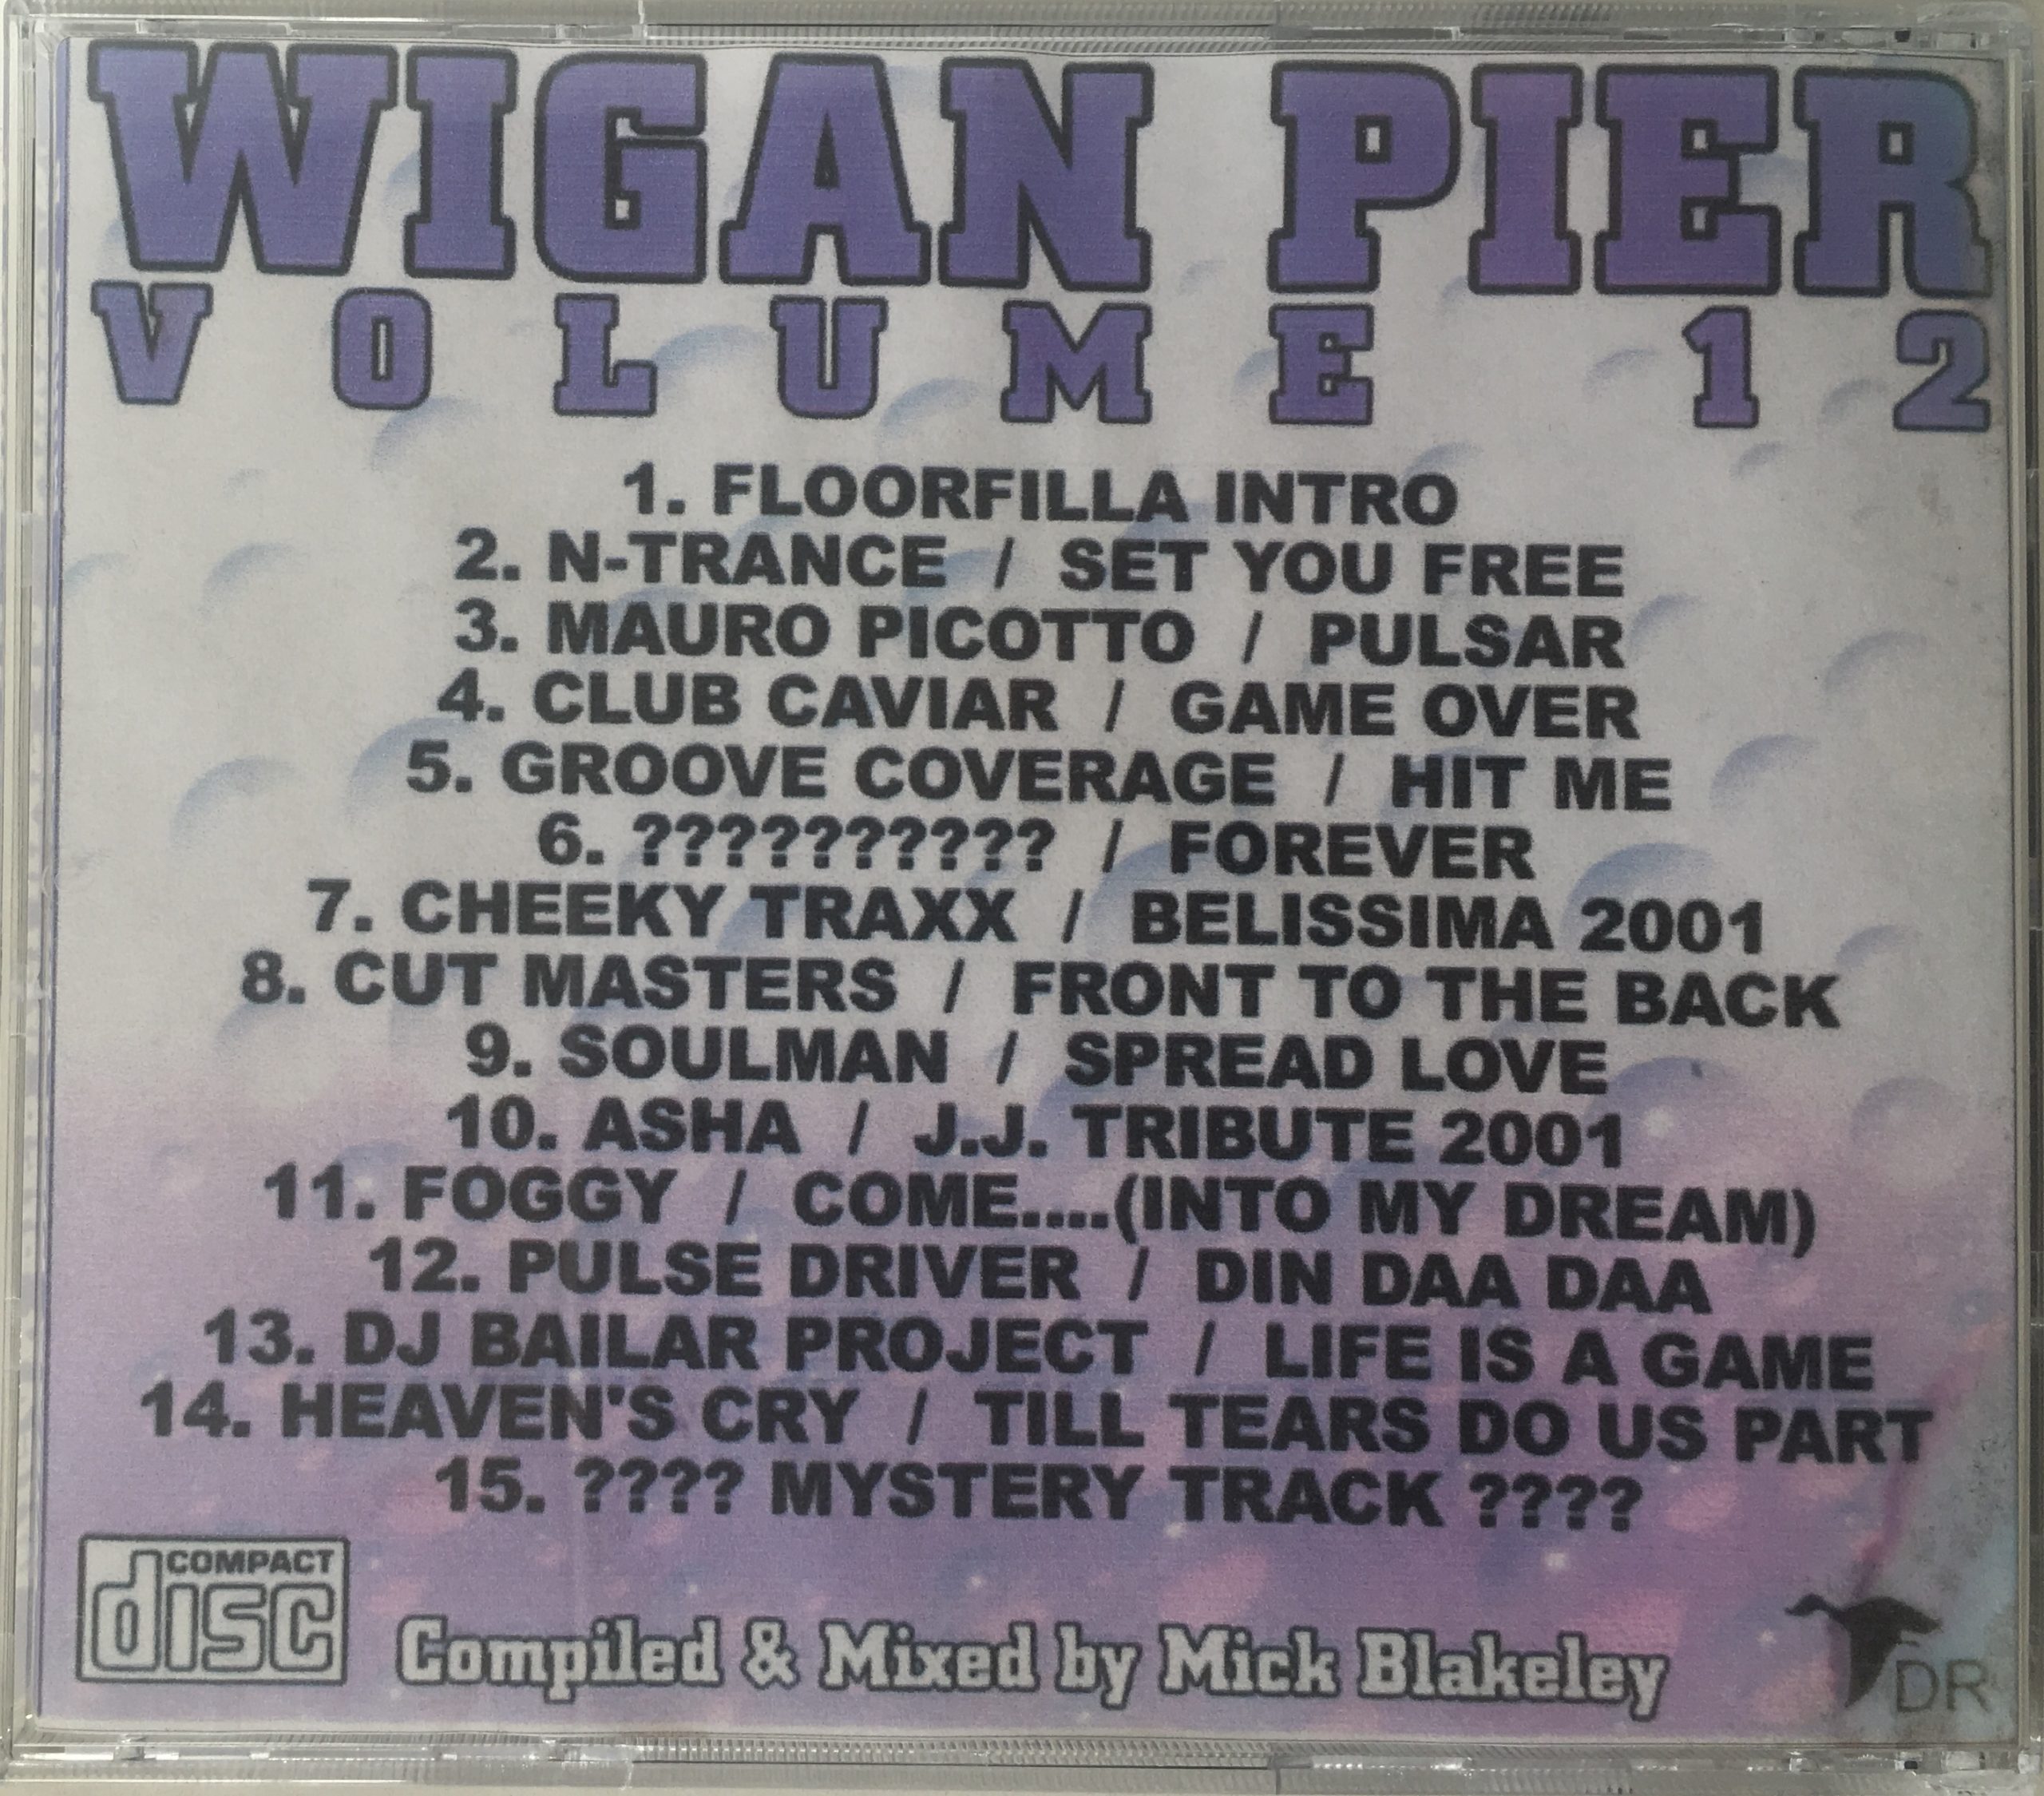 WIGAN PIER
VOLUME 12
1. FLOORFILLA INTRO
2. N-TRANCE / SET YOU FREE
3. MAURO PICOTTO / PULSAR
4. CLUB CAVIAR / GAME OVER
5. GROOVE COVERAGE / HIT ME
6. ?????????? / FOREVER
7. CHEEKY TRAXX / BELISSIMA 2001
8. CUT MASTERS / FRONT TO THE BACK
9. SOULMAN / SPREAD LOVE
10. ASHA / J.J. TRIBUTE 2001
11. FOGGY / COME....(INTO MY DREAM)
12. PULSE DRIVER / DIN DAA DAA
13. DJ BAILAR PROJECT / LIFE IS A GAME
14. HEAVEN'S CRY / TILL TEARS DO US PART
15. ???? MYSTERY TRACK ????
COMPACT
disc
Compiled & Mixed by Mick Blakeley
DR